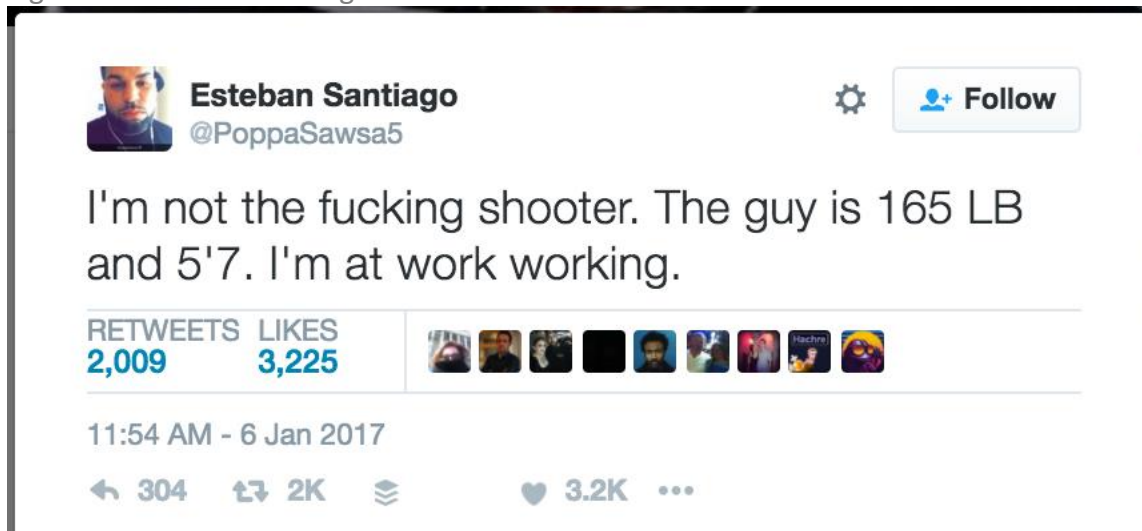 Esteban Santiago
@PoppaSawsa5
Follow
I'm not the fucking shooter. The guy is 165 LB
and 5'7. I'm at work working.
RETWEETS LIKES
2,009 3,225
Hachre
11:54 AM - 6 Jan 2017
304 2K 3.2K